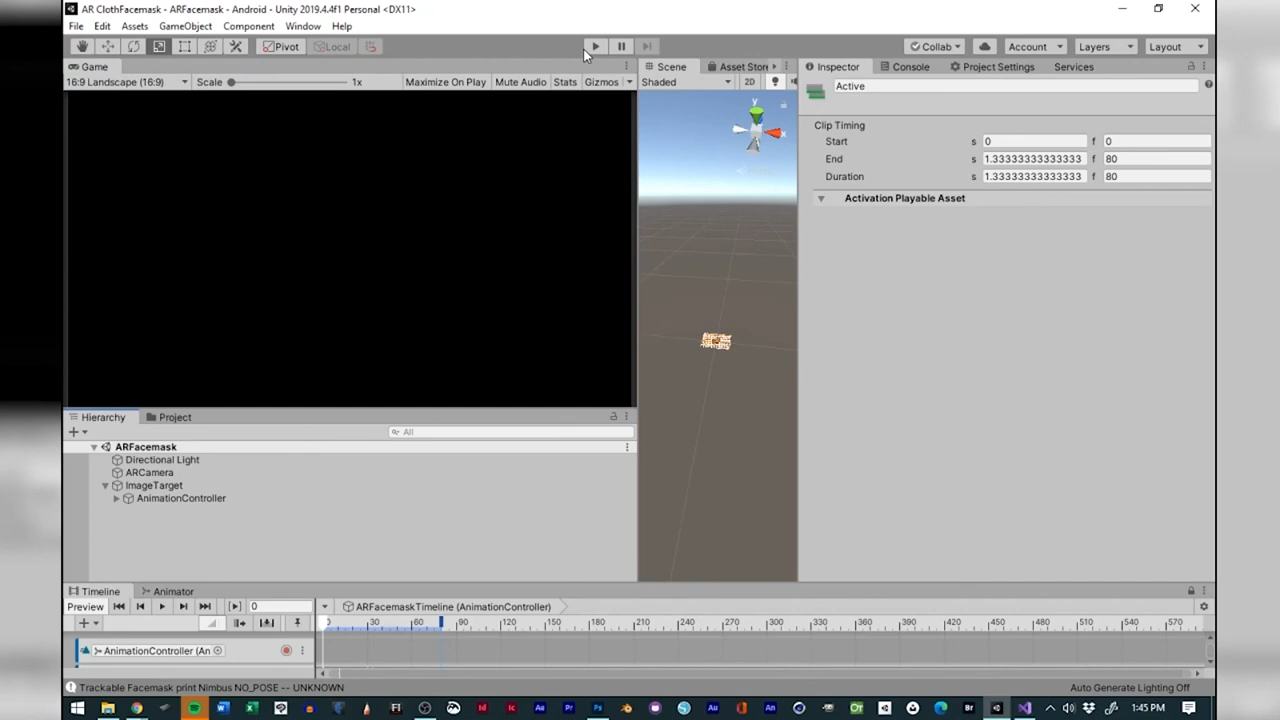 AR ClothFacemask - ARFacemask - Android - Unity 2019.4.4f1 Personal <DX11>
File Edit Assets GameObject Component Window Help
Pivot Local Collab Account Layers Layout
Game Scene Asset Store Inspector Console Project Settings Services
16:9 Landscape (16:9) Scale 1x Maximize On Play Mute Audio Stats Gizmos Shaded 2D
Active
y
x
Clip Timing
Start s 0 f 0
End s 1.33333333333333 f 80
Duration s 1.33333333333333 f 80
Activation Playable Asset
Hierarchy Project
All
ARFacemask
Directional Light
ARCamera
ImageTarget
AnimationController
Timeline Animator
Preview 0 ARFacemaskTimeline (AnimationController)
0 30 60 90 120 150 180 210 240 270 300 330 360 390 420 450 480 510 540 570
AnimationController (An
Trackable Facemask print Nimbus NO_POSE -- UNKNOWN Auto Generate Lighting Off
1:45 PM